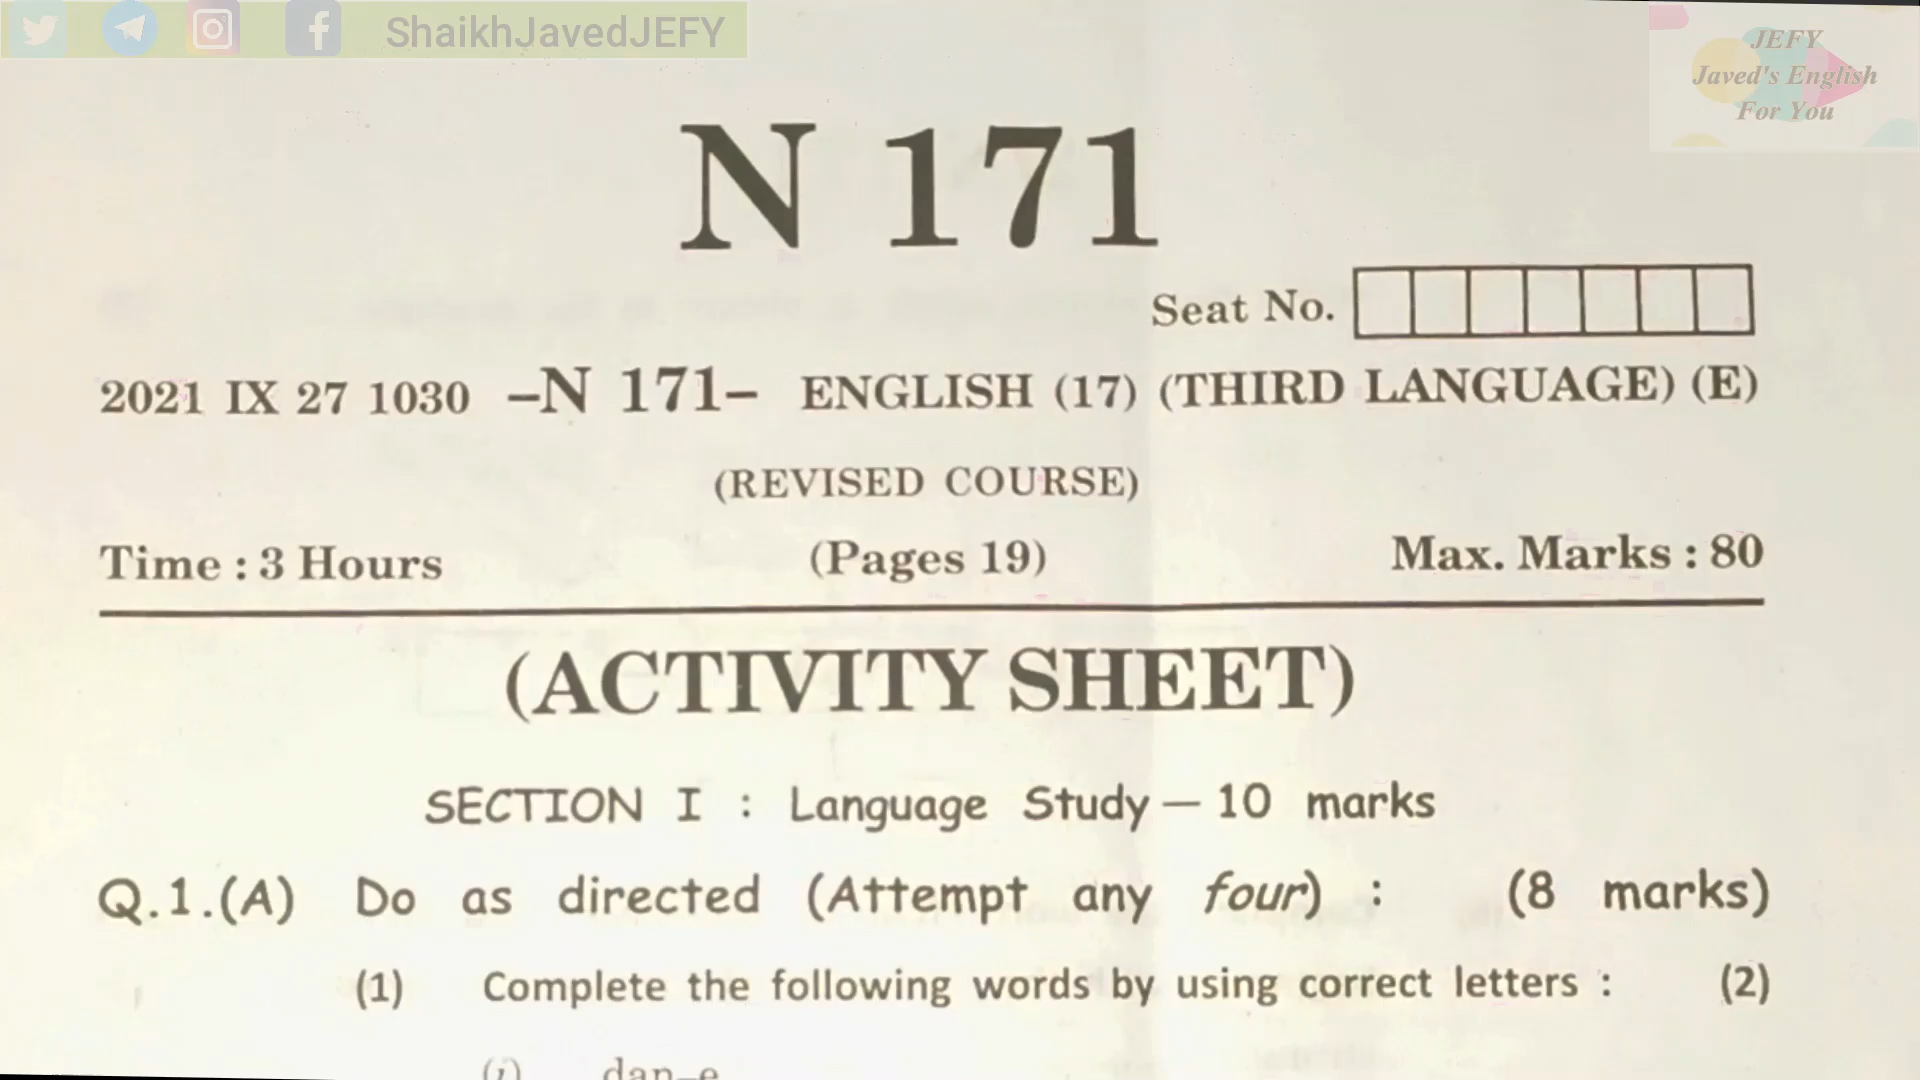 ShaikhJavedJEFY
JEFY
Javed's English
For You
N 171
Seat No.
2021 IX 27 1030 –N 171– ENGLISH (17) (THIRD LANGUAGE) (E)
(REVISED COURSE)
Time : 3 Hours (Pages 19) Max. Marks : 80
(ACTIVITY SHEET)
SECTION I : Language Study – 10 marks
Q.1.(A) Do as directed (Attempt any four) : (8 marks)
(1) Complete the following words by using correct letters : (2)
(i) dan–e